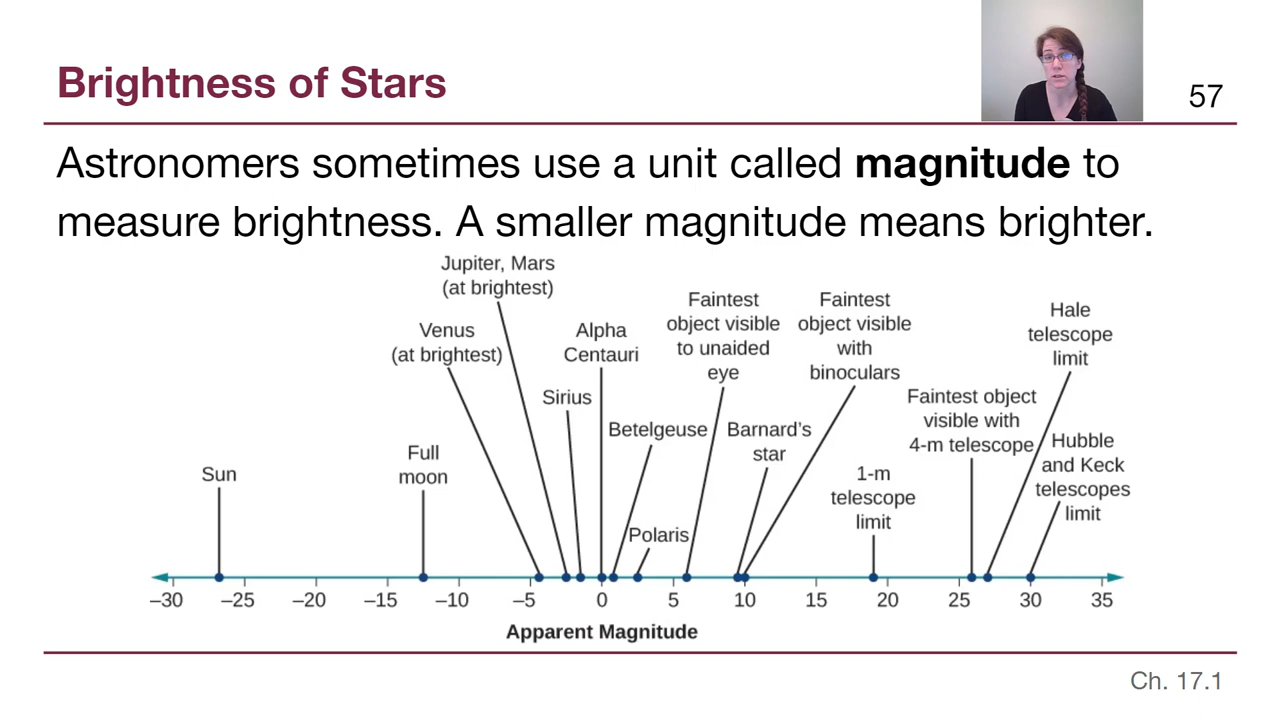 Brightness of Stars
57
Astronomers sometimes use a unit called magnitude to
measure brightness. A smaller magnitude means brighter.
Jupiter, Mars
(at brightest)
Venus
(at brightest)
Alpha
Centauri
Faintest
object visible
to unaided
eye
Faintest
object visible
with
binoculars
Hale
telescope
limit
Sirius
Betelgeuse
Barnard's
star
Faintest object
visible with
4-m telescope
Hubble
and Keck
telescopes
limit
Sun
Full
moon
1-m
telescope
limit
Polaris
–30 –25 –20 –15 –10 –5 0 5 10 15 20 25 30 35
Apparent Magnitude
Ch. 17.1